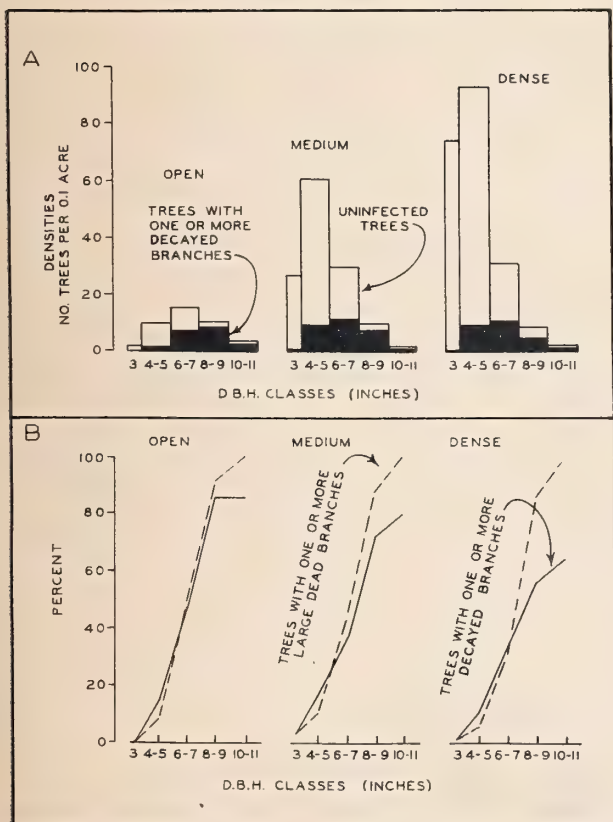 A
DENSITIES
NO. TREES PER 0.1 ACRE
100
80
60
40
20
0
OPEN
TREES WITH
ONE OR MORE
DECAYED
BRANCHES
MEDIUM
UNINFECTED
TREES
DENSE
3 4-5 6-7 8-9 10-11
3 4-5 6-7 8-9 10-11
3 4-5 6-7 8-9 10-11
D.B.H. CLASSES (INCHES)
B
PERCENT
100
80
60
40
20
0
OPEN
MEDIUM
DENSE
TREES WITH ONE OR MORE
LARGE DEAD BRANCHES
TREES WITH ONE OR MORE
DECAYED BRANCHES
3 4-5 6-7 8-9 10-11
3 4-5 6-7 8-9 10-11
3 4-5 6-7 8-9 10-11
D.B.H. CLASSES (INCHES)